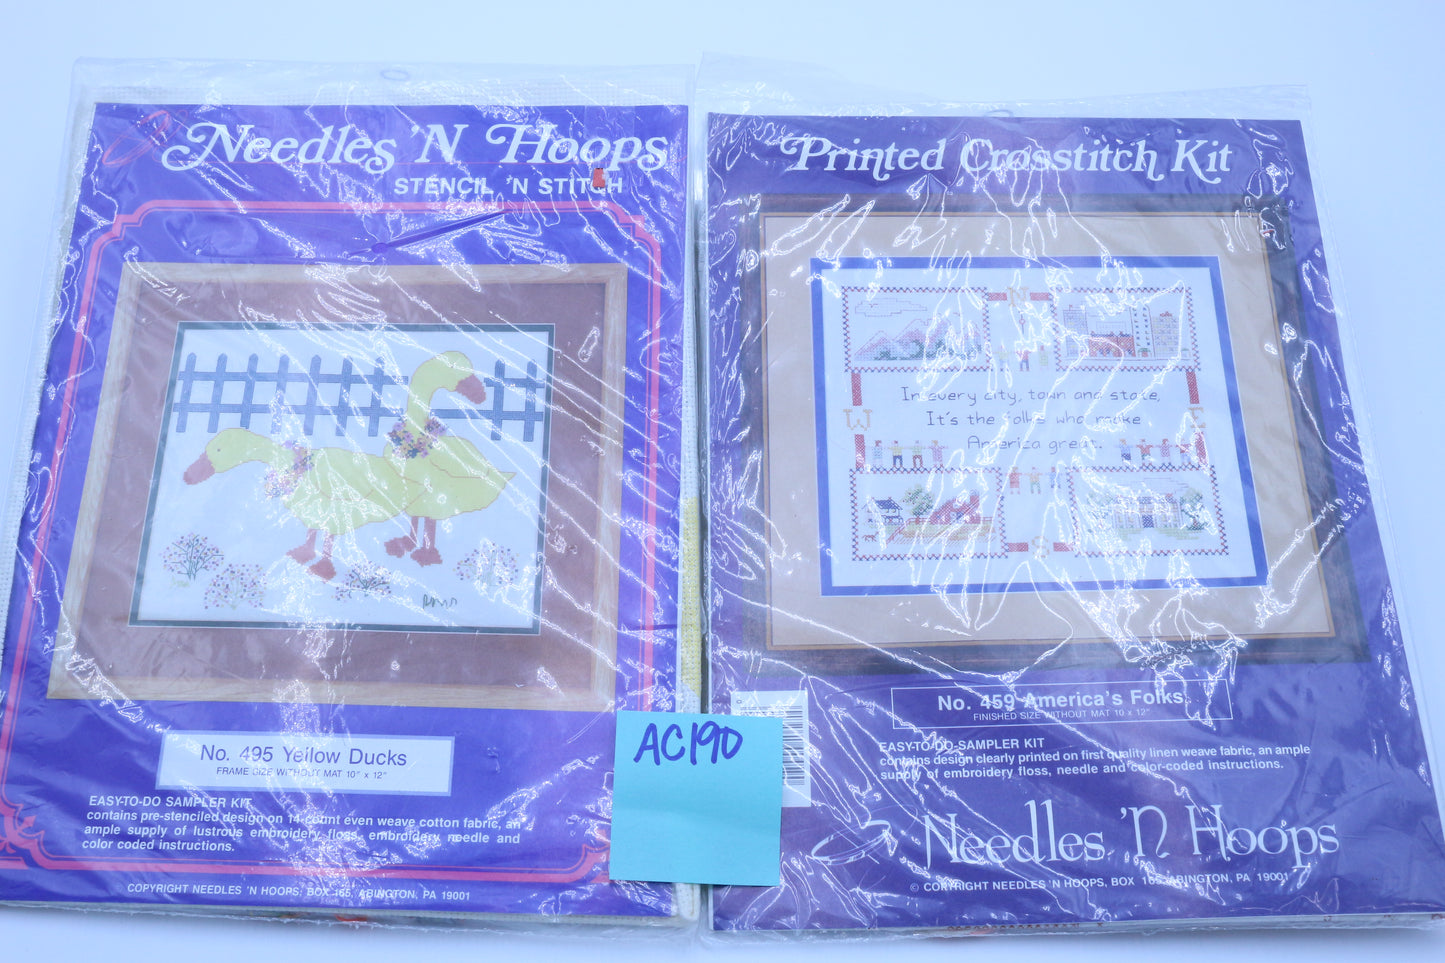 Needles 'N Hoops
STENCIL 'N STITCH
No. 495 Yellow Ducks
FRAME SIZE WITHOUT MAT 10" x 12"
EASY-TO-DO SAMPLER KIT
contains pre-stenciled design on 14-count even weave cotton fabric, an
ample supply of lustrous embroidery floss, embroidery needle and
color coded instructions.
COPYRIGHT NEEDLES 'N HOOPS, BOX 165, ABINGTON, PA 19001
AC190
Printed Crosstitch Kit
N
In every city, town and state,
W
E
It's the folks who make
America great.
S
No. 459 America's Folks
FINISHED SIZE WITHOUT MAT 10 x 12"
EASY-TO-DO-SAMPLER KIT
contains design clearly printed on first quality linen weave fabric, an ample
supply of embroidery floss, needle and color-coded instructions.
Needles 'N Hoops
© COPYRIGHT NEEDLES 'N HOOPS, BOX 165, ABINGTON, PA 19001